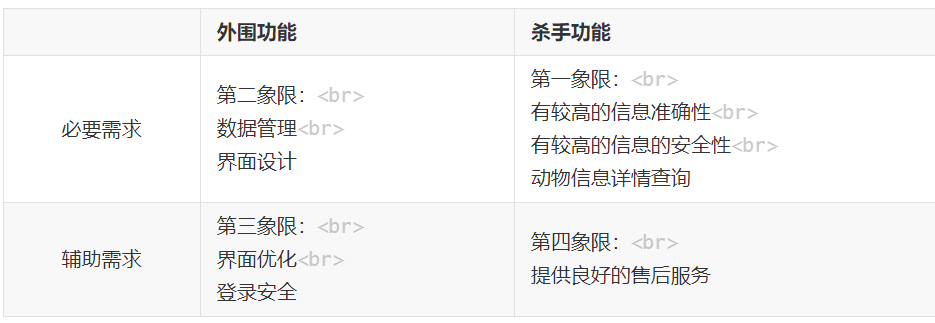 外围功能 杀手功能
必要需求
第二象限：<br>
数据管理<br>
界面设计
第一象限：<br>
有较高的信息准确性<br>
有较高的信息的安全性<br>
动物信息详情查询
辅助需求
第三象限：<br>
界面优化<br>
登录安全
第四象限：<br>
提供良好的售后服务